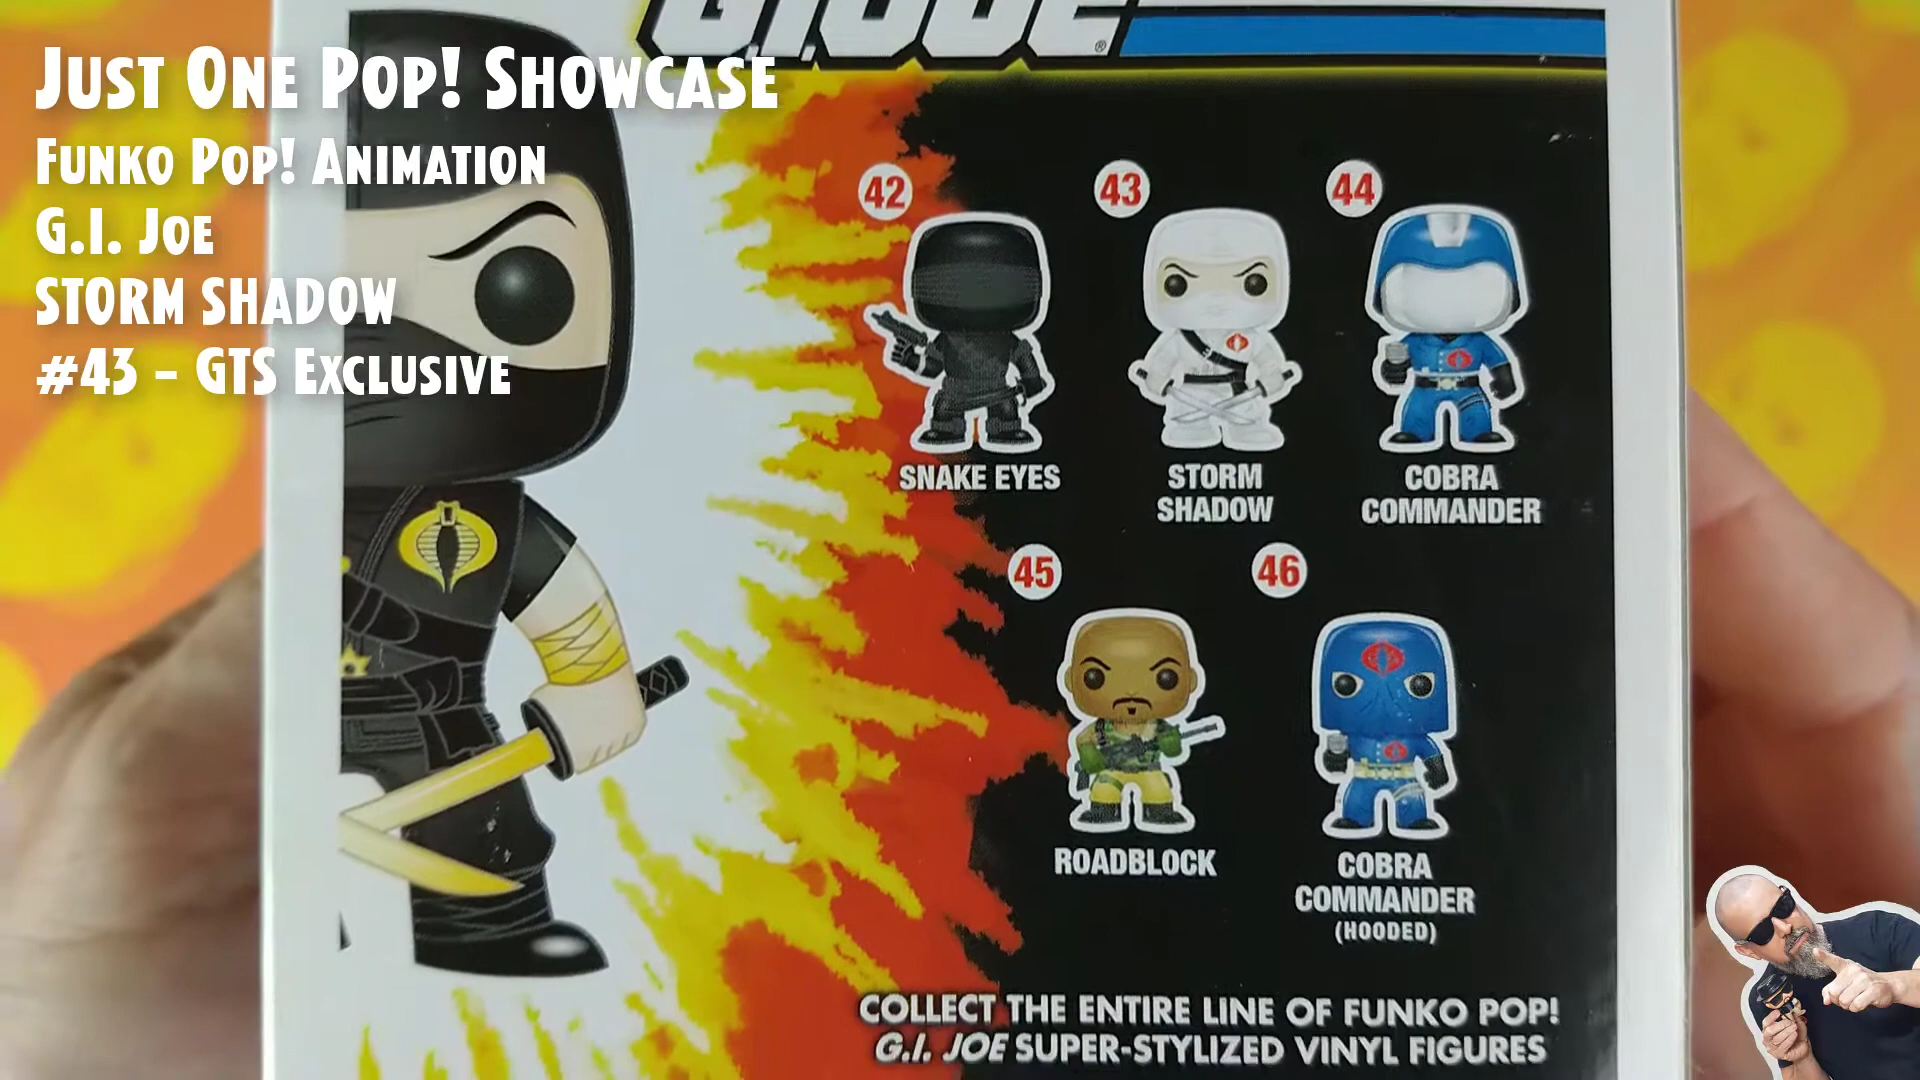 JUST ONE POP! SHOWCASE
FUNKO POP! ANIMATION
G.I. JOE
STORM SHADOW
#43 - GTS EXCLUSIVE
G.I. JOE
®
42
43
44
SNAKE EYES
STORM
SHADOW
COBRA
COMMANDER
45
46
ROADBLOCK
COBRA
COMMANDER
(HOODED)
COLLECT THE ENTIRE LINE OF FUNKO POP!
G.I. JOE SUPER-STYLIZED VINYL FIGURES